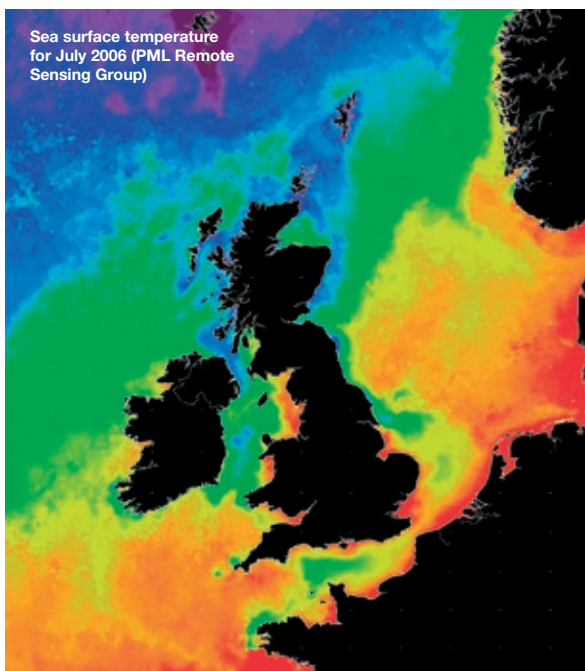 Sea surface temperature
for July 2006 (PML Remote
Sensing Group)